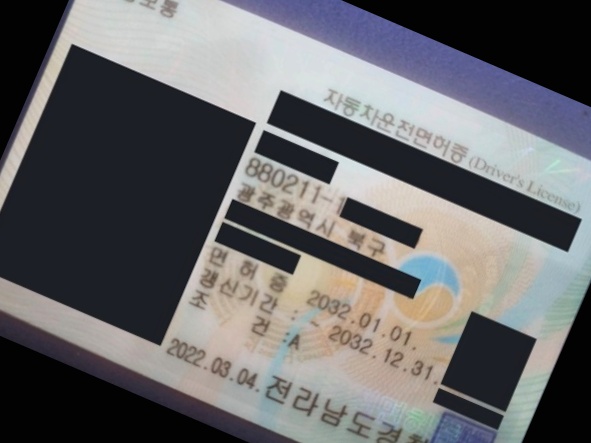 보통
자동차운전면허증 (Driver's License)
880211-1
광주광역시 북구
면허증
갱신기간 : 2032.01.01.
~ 2032.12.31.
조 건 :A
2022.03.04. 전라남도경